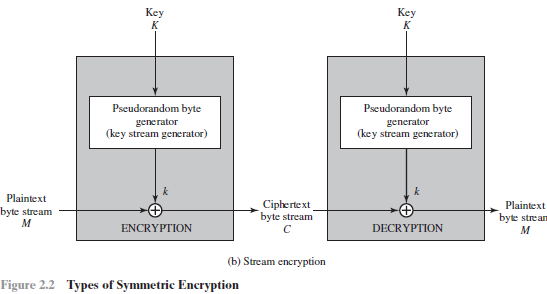 Key
K
Key
K
Pseudorandom byte
generator
(key stream generator)
Pseudorandom byte
generator
(key stream generator)
k
k
Plaintext
byte stream
M
ENCRYPTION
Ciphertext
byte stream
C
DECRYPTION
Plaintext
byte strean
M
(b) Stream encryption
Figure 2.2 Types of Symmetric Encryption